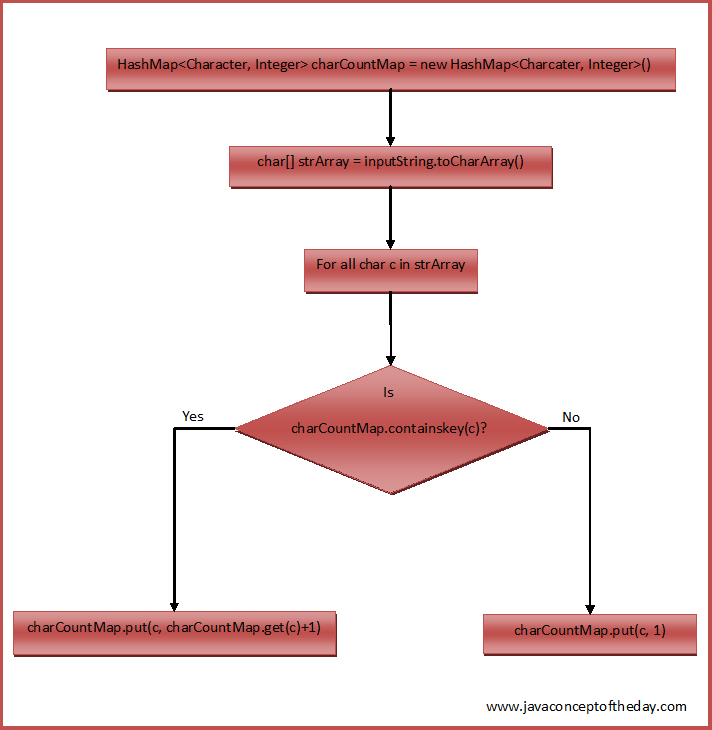 HashMap<Character, Integer> charCountMap = new HashMap<Charcater, Integer>()
char[] strArray = inputString.toCharArray()
For all char c in strArray
Is
charCountMap.containskey(c)?
Yes
No
charCountMap.put(c, charCountMap.get(c)+1)
charCountMap.put(c, 1)
www.javaconceptoftheday.com